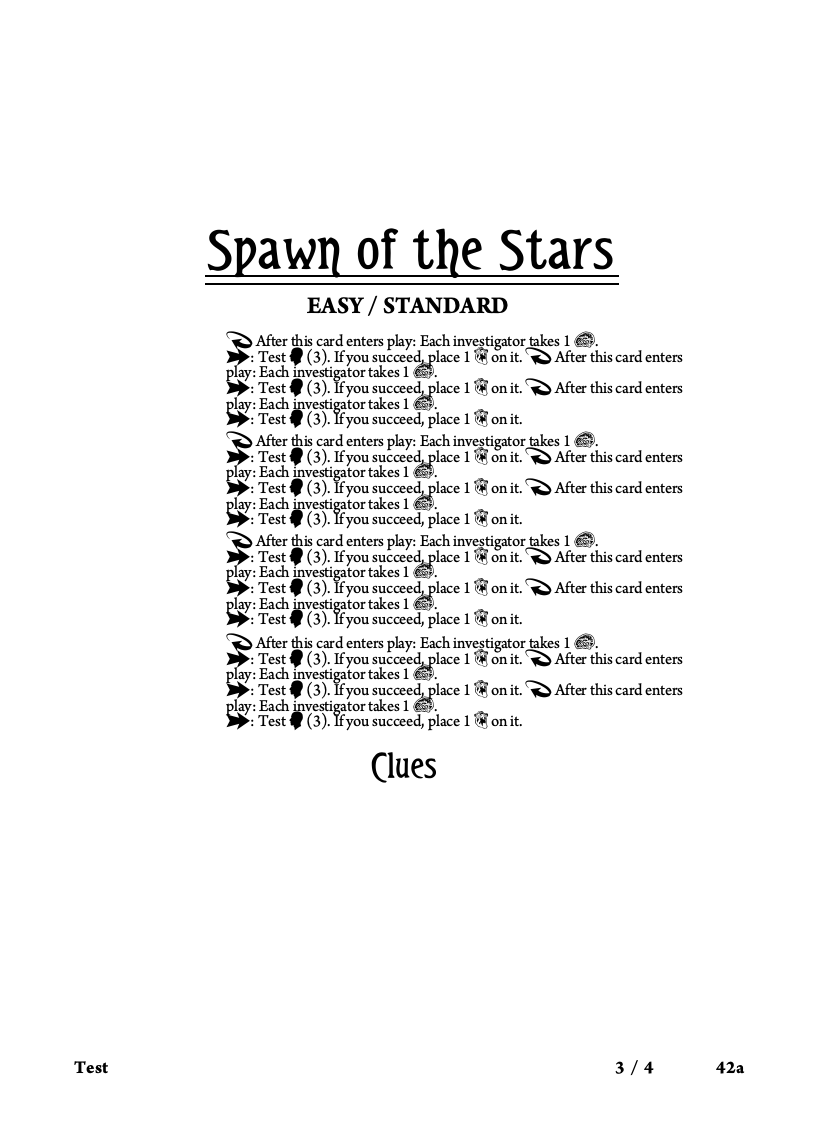 Spawn of the Stars
EASY / STANDARD
After this card enters play: Each investigator takes 1 .
: Test (3). If you succeed, place 1 on it. After this card enters
play: Each investigator takes 1 .
: Test (3). If you succeed, place 1 on it. After this card enters
play: Each investigator takes 1 .
: Test (3). If you succeed, place 1 on it.
After this card enters play: Each investigator takes 1 .
: Test (3). If you succeed, place 1 on it. After this card enters
play: Each investigator takes 1 .
: Test (3). If you succeed, place 1 on it. After this card enters
play: Each investigator takes 1 .
: Test (3). If you succeed, place 1 on it.
After this card enters play: Each investigator takes 1 .
: Test (3). If you succeed, place 1 on it. After this card enters
play: Each investigator takes 1 .
: Test (3). If you succeed, place 1 on it. After this card enters
play: Each investigator takes 1 .
: Test (3). If you succeed, place 1 on it.
After this card enters play: Each investigator takes 1 .
: Test (3). If you succeed, place 1 on it. After this card enters
play: Each investigator takes 1 .
: Test (3). If you succeed, place 1 on it. After this card enters
play: Each investigator takes 1 .
: Test (3). If you succeed, place 1 on it.
Clues
Test 3 / 4 42a